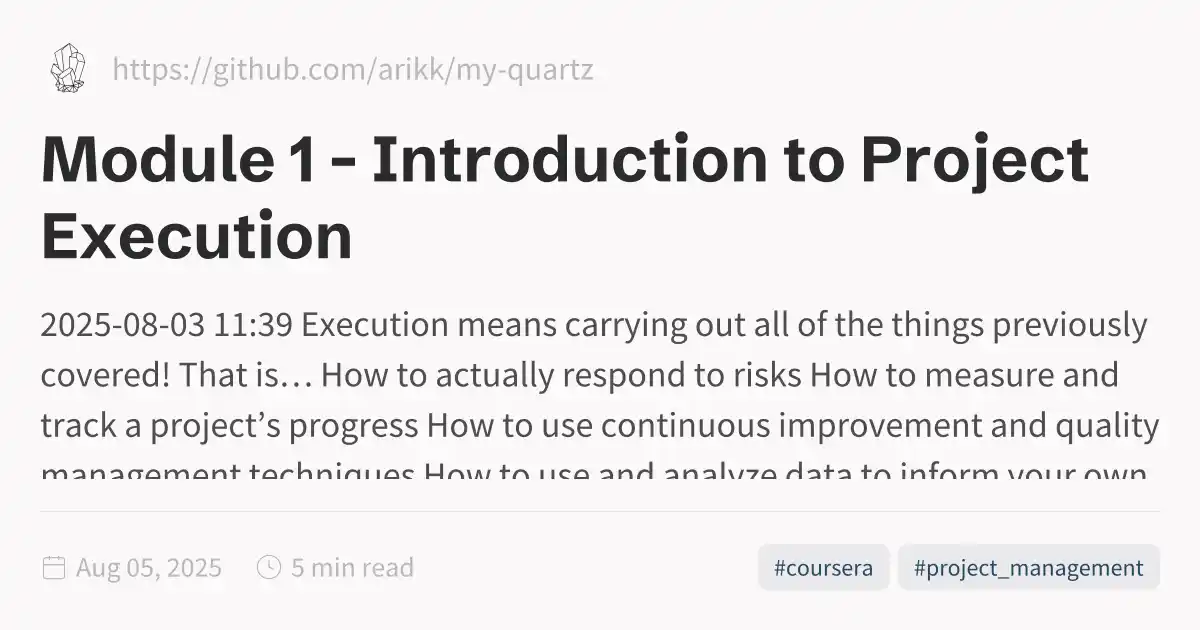 https://github.com/arikk/my-quartz
Module 1 - Introduction to Project
Execution
2025-08-03 11:39 Execution means carrying out all of the things previously
covered! That is… How to actually respond to risks How to measure and
track a project’s progress How to use continuous improvement and quality
management techniques How to use and analyze data to inform your own
Aug 05, 2025
5 min read
#coursera
#project_management